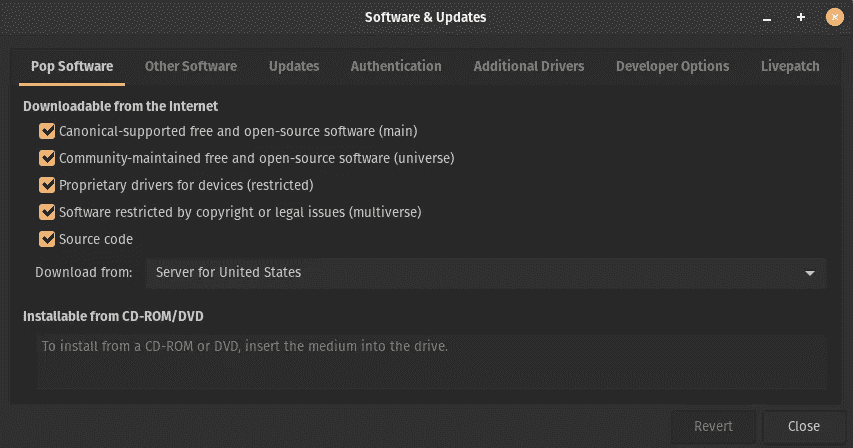 Software & Updates
Pop Software Other Software Updates Authentication Additional Drivers Developer Options Livepatch
Downloadable from the Internet
Canonical-supported free and open-source software (main)
Community-maintained free and open-source software (universe)
Proprietary drivers for devices (restricted)
Software restricted by copyright or legal issues (multiverse)
Source code
Download from: Server for United States
Installable from CD-ROM/DVD
To install from a CD-ROM or DVD, insert the medium into the drive.
Revert Close